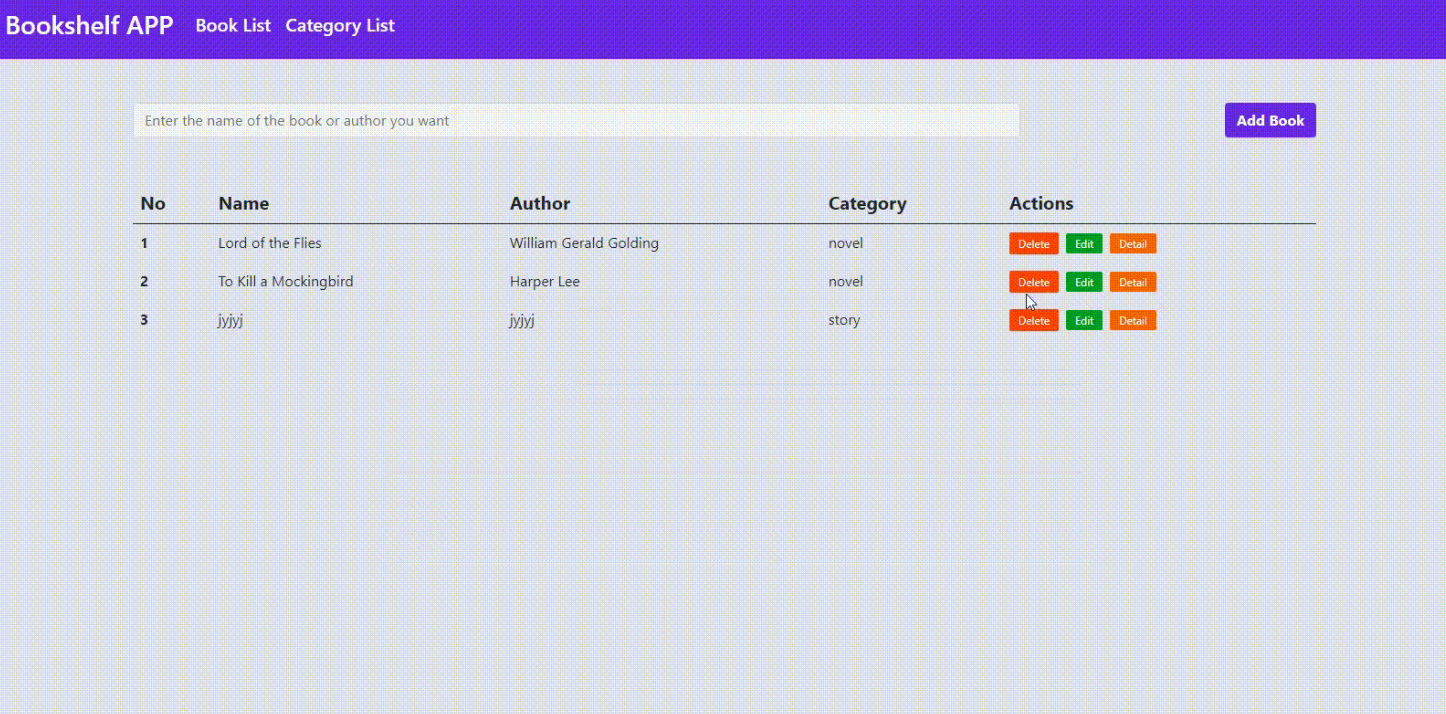 Bookshelf APP Book List Category List
Enter the name of the book or author you want Add Book
No Name Author Category Actions
1 Lord of the Flies William Gerald Golding novel Delete Edit Detail
2 To Kill a Mockingbird Harper Lee novel Delete Edit Detail
3 jyjyj jyjyj story Delete Edit Detail